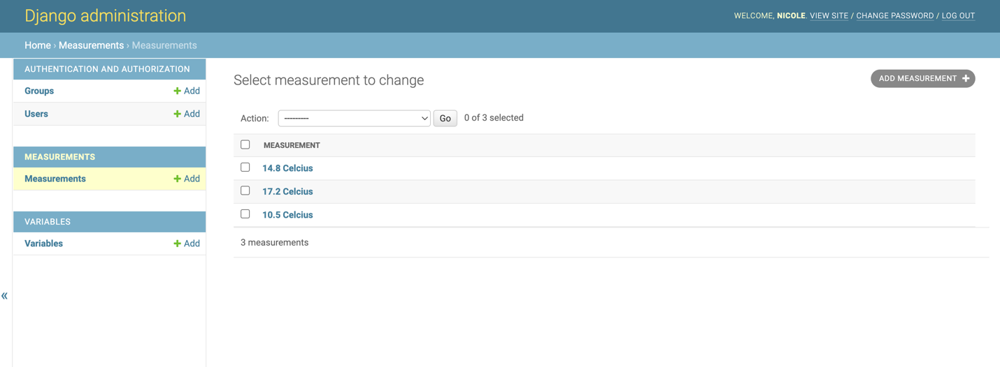 Django administration
WELCOME, NICOLE. VIEW SITE / CHANGE PASSWORD / LOG OUT
Home › Measurements › Measurements
AUTHENTICATION AND AUTHORIZATION
Groups + Add
Users + Add
MEASUREMENTS
Measurements + Add
VARIABLES
Variables + Add
«
Select measurement to change
ADD MEASUREMENT +
Action: --------- Go 0 of 3 selected
MEASUREMENT
14.8 Celcius
17.2 Celcius
10.5 Celcius
3 measurements